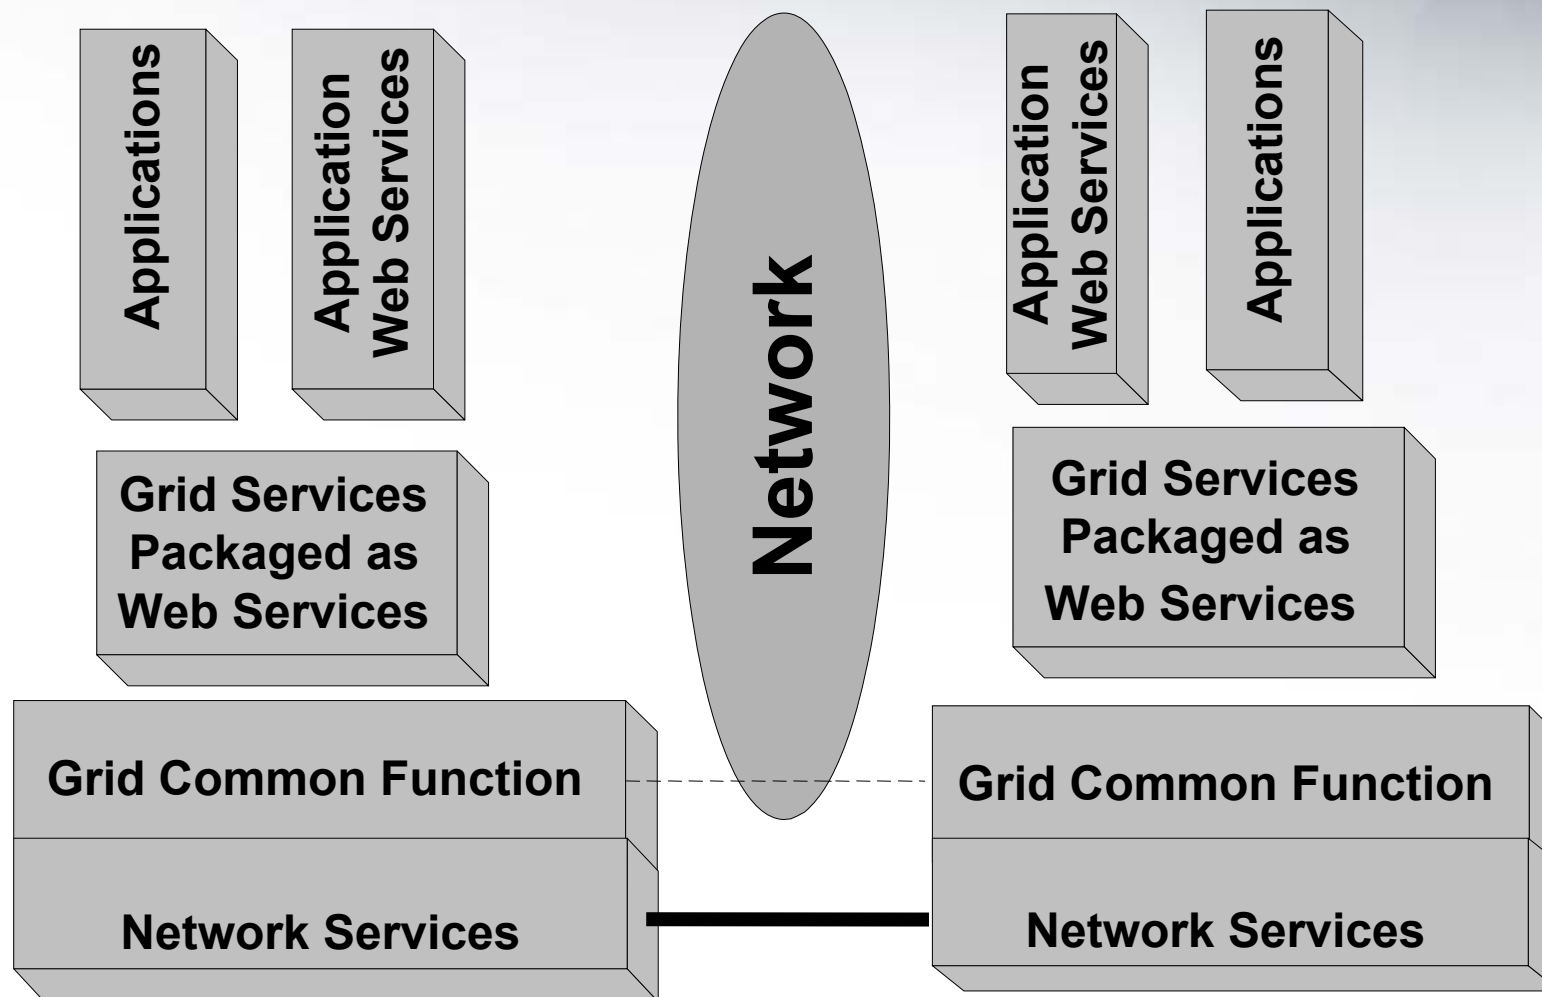 Applications
Application
Web Services
Network
Application
Web Services
Applications
Grid Services
Packaged as
Web Services
Grid Services
Packaged as
Web Services
Grid Common Function
Grid Common Function
Network Services
Network Services